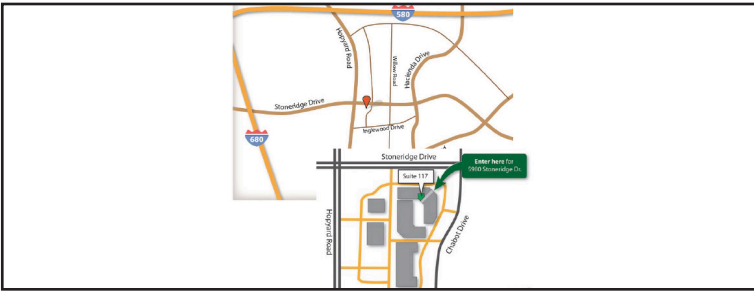 580
Hopyard Road
Willow Road
Hacienda Drive
Stoneridge Drive
Inglewood Drive
680
Stoneridge Drive
Enter here for
5980 Stoneridge Dr.
Suite 117
Hopyard Road
Chabot Drive